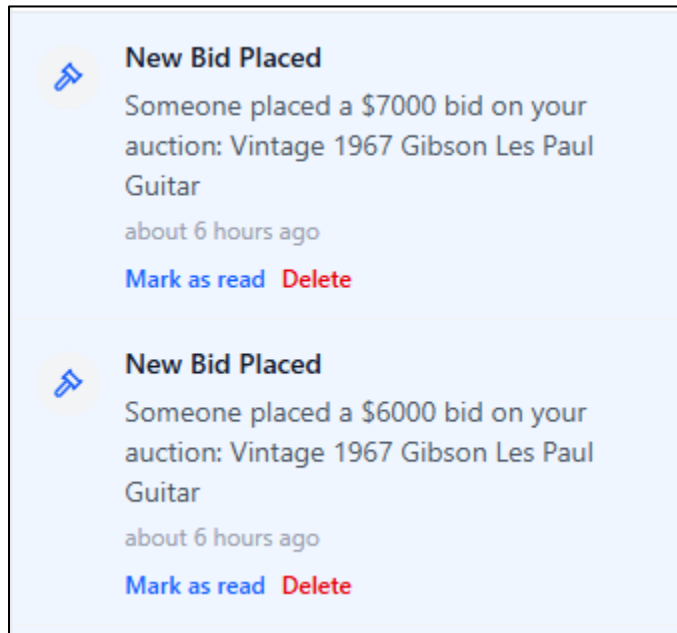 New Bid Placed
Someone placed a $7000 bid on your
auction: Vintage 1967 Gibson Les Paul
Guitar
about 6 hours ago
Mark as read Delete
New Bid Placed
Someone placed a $6000 bid on your
auction: Vintage 1967 Gibson Les Paul
Guitar
about 6 hours ago
Mark as read Delete